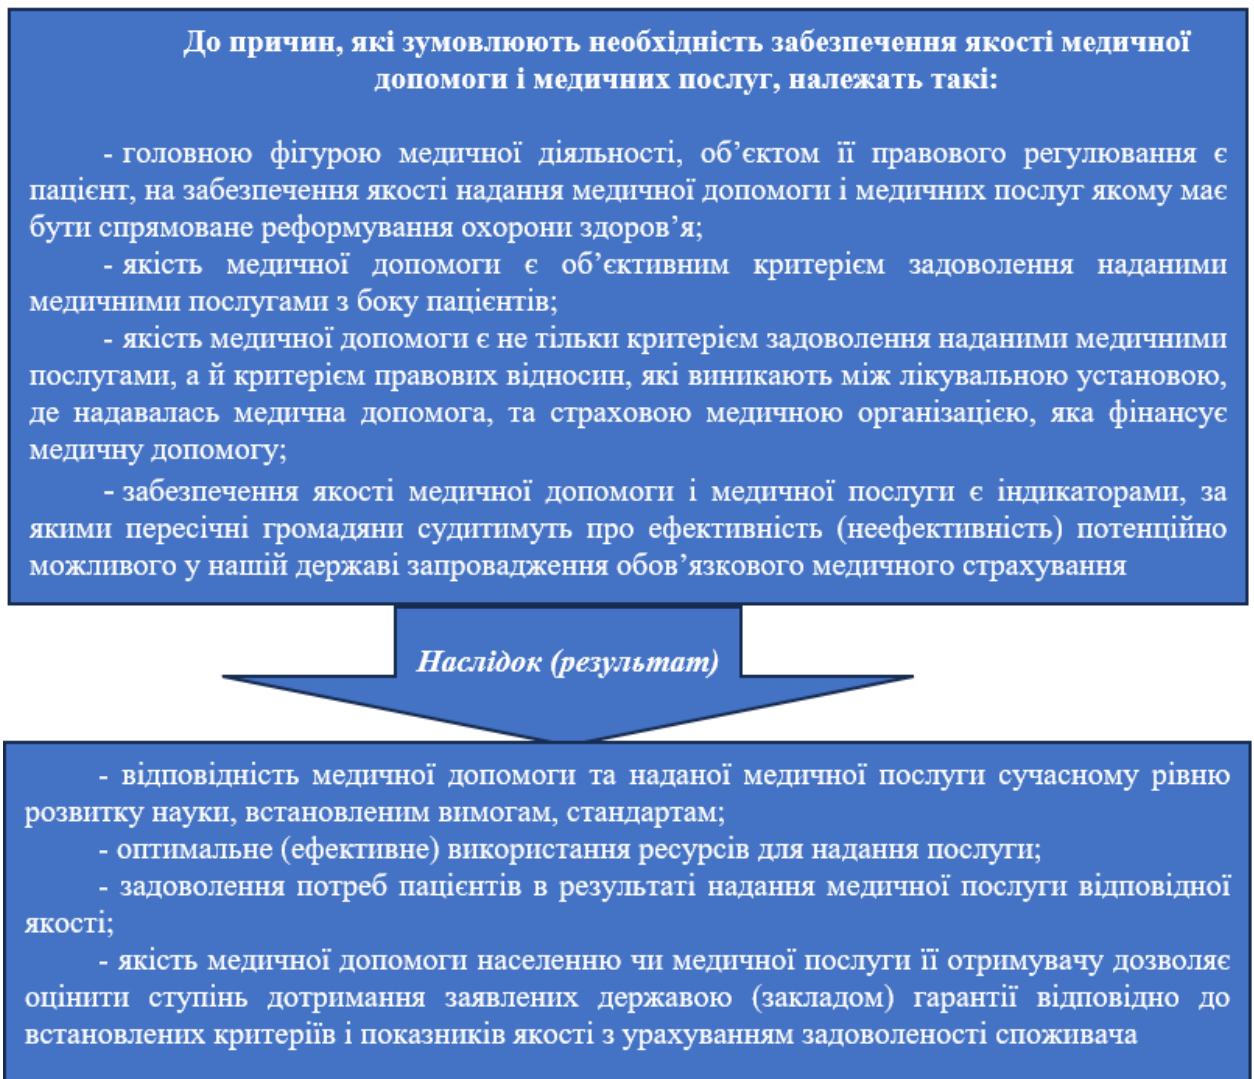 До причин, які зумовлюють необхідність забезпечення якості медичної
допомоги і медичних послуг, належать такі:
- головною фігурою медичної діяльності, об’єктом її правового регулювання є
пацієнт, на забезпечення якості надання медичної допомоги і медичних послуг якому має
бути спрямоване реформування охорони здоров’я;
- якість медичної допомоги є об’єктивним критерієм задоволення наданими
медичними послугами з боку пацієнтів;
- якість медичної допомоги є не тільки критерієм задоволення наданими медичними
послугами, а й критерієм правових відносин, які виникають між лікувальною установою,
де надавалась медична допомога, та страховою медичною організацією, яка фінансує
медичну допомогу;
- забезпечення якості медичної допомоги і медичної послуги є індикаторами, за
якими пересічні громадяни судитимуть про ефективність (неефективність) потенційно
можливого у нашій державі запровадження обов’язкового медичного страхування
Наслідок (результат)
- відповідність медичної допомоги та наданої медичної послуги сучасному рівню
розвитку науки, встановленим вимогам, стандартам;
- оптимальне (ефективне) використання ресурсів для надання послуги;
- задоволення потреб пацієнтів в результаті надання медичної послуги відповідної
якості;
- якість медичної допомоги населенню чи медичної послуги її отримувачу дозволяє
оцінити ступінь дотримання заявлених державою (закладом) гарантії відповідно до
встановлених критеріїв і показників якості з урахуванням задоволеності споживача